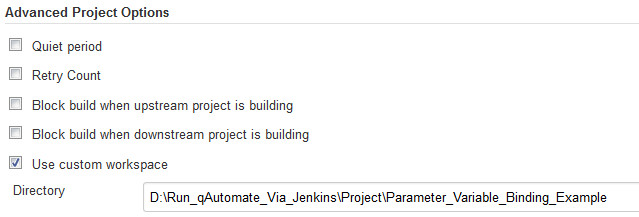 Advanced Project Options
Quiet period
Retry Count
Block build when upstream project is building
Block build when downstream project is building
Use custom workspace
Directory D:\Run_qAutomate_Via_Jenkins\Project\Parameter_Variable_Binding_Example